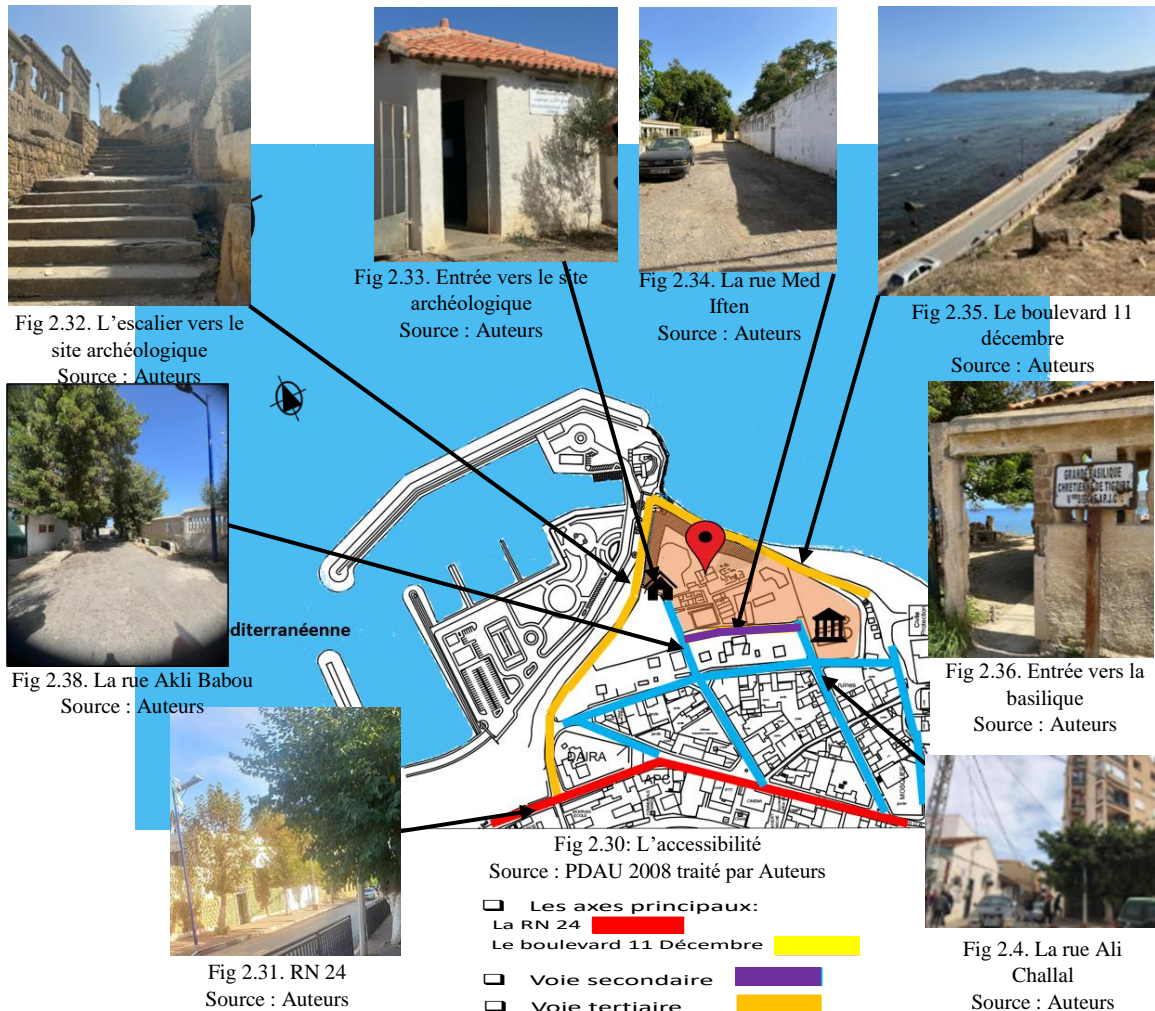 Fig 2.32. L'escalier vers le
site archéologique
Source : Auteurs
Fig 2.33. Entrée vers le site
archéologique
Source : Auteurs
Fig 2.34. La rue Med
Iften
Source : Auteurs
Fig 2.35. Le boulevard 11
décembre
Source : Auteurs
GRANDE BASILIQUE
CHRETIENNE DE TIGZIRT
Fig 2.36. Entrée vers la
basilique
Source : Auteurs
Fig 2.38. La rue Akli Babou
Source : Auteurs
diterranéenne
Civile
Protection
DAIRA
APC
PTT
CINEMA
MOSQUEE
Fig 2.31. RN 24
Source : Auteurs
Fig 2.4. La rue Ali
Challal
Source : Auteurs
Fig 2.30: L'accessibilité
Source : PDAU 2008 traité par Auteurs
❑ Les axes principaux:
La RN 24
Le boulevard 11 Décembre
❑ Voie secondaire
❑ Voie tertiaire